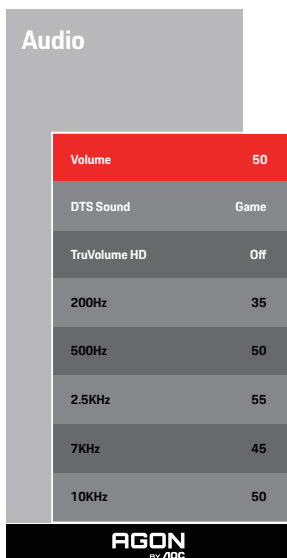 Audio
Volume 50
DTS Sound Game
TruVolume HD Off
200Hz 35
500Hz 50
2.5KHz 55
7KHz 45
10KHz 50
AGON
BY AOC